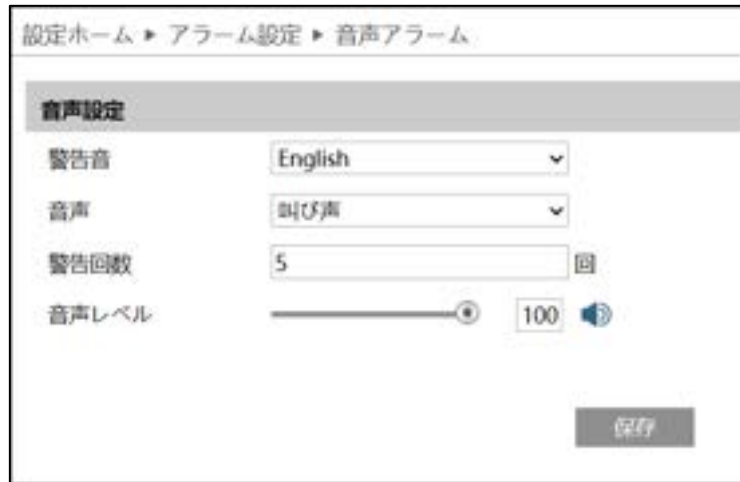 設定ホーム ▶ アラーム設定 ▶ 音声アラーム
音声設定
警告音 English
音声 叫び声
警告回数 5 回
音声レベル 100
保存